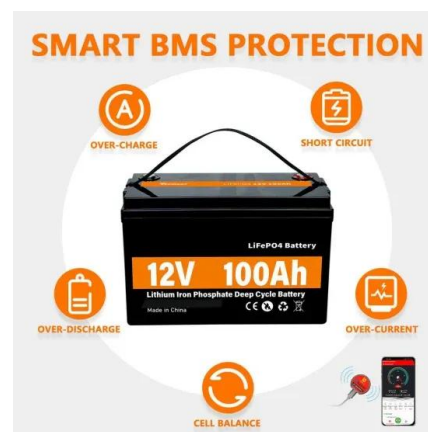 SMART BMS PROTECTION
OVER-CHARGE
SHORT CIRCUIT
LiFePO4 Battery
12V 100Ah
Lithium Iron Phosphate Deep Cycle Battery
Made in China
OVER-DISCHARGE
OVER-CURRENT
CELL BALANCE